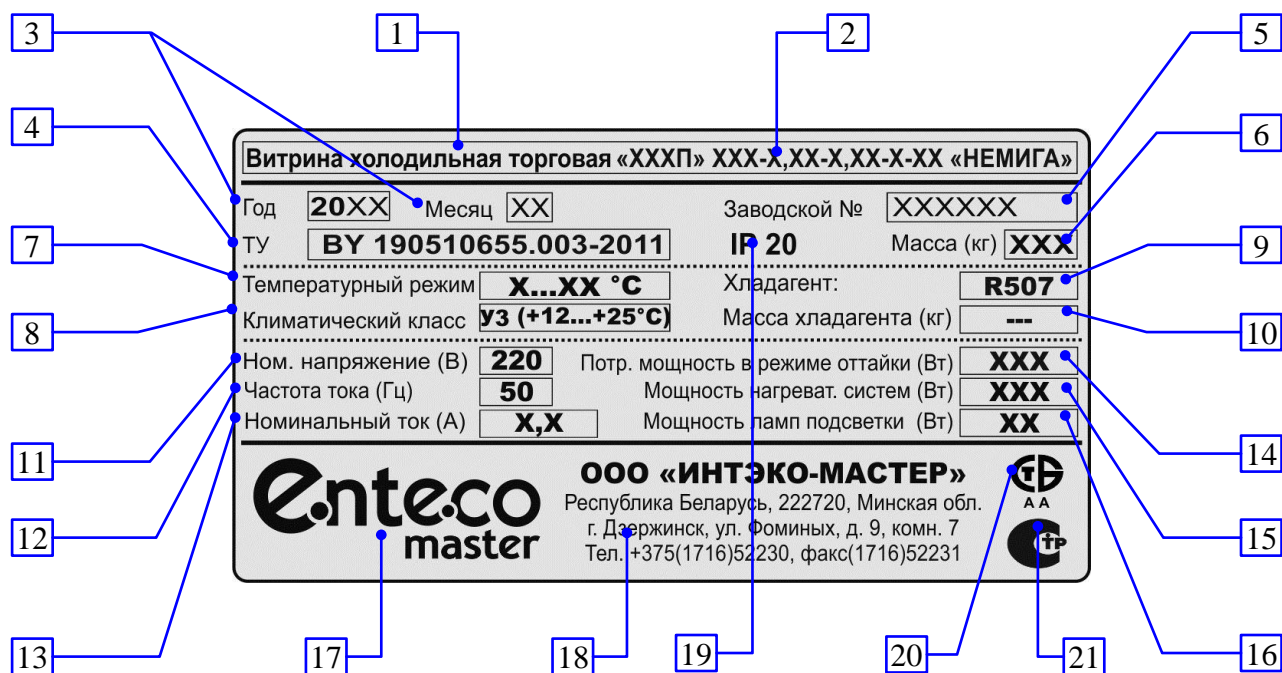 3 1 2 5
4 6
Витрина холодильная торговая «ХХХП» ХХХ-Х,ХХ-Х,ХХ-Х-ХХ «НЕМИГА»
Год 20XX Месяц XX Заводской № XXXXXX
ТУ BY 190510655.003-2011 IP 20 Масса (кг) XXX
7 9
Температурный режим X...XX °C Хладагент: R507
8 10
Климатический класс У3 (+12...+25°C) Масса хладагента (кг) ---
Ном. напряжение (В) 220 Потр. мощность в режиме оттайки (Вт) XXX
Частота тока (Гц) 50 Мощность нагреват. систем (Вт) XXX
Номинальный ток (А) X,X Мощность ламп подсветки (Вт) XX
11 14
enteco
master
ООО «ИНТЭКО-МАСТЕР»
Республика Беларусь, 222720, Минская обл.
г. Дзержинск, ул. Фоминых, д. 9, комн. 7
Тел. +375(1716)52230, факс(1716)52231
СТБ
А А
СТР
12 15
13 17 18 19 20 21 16